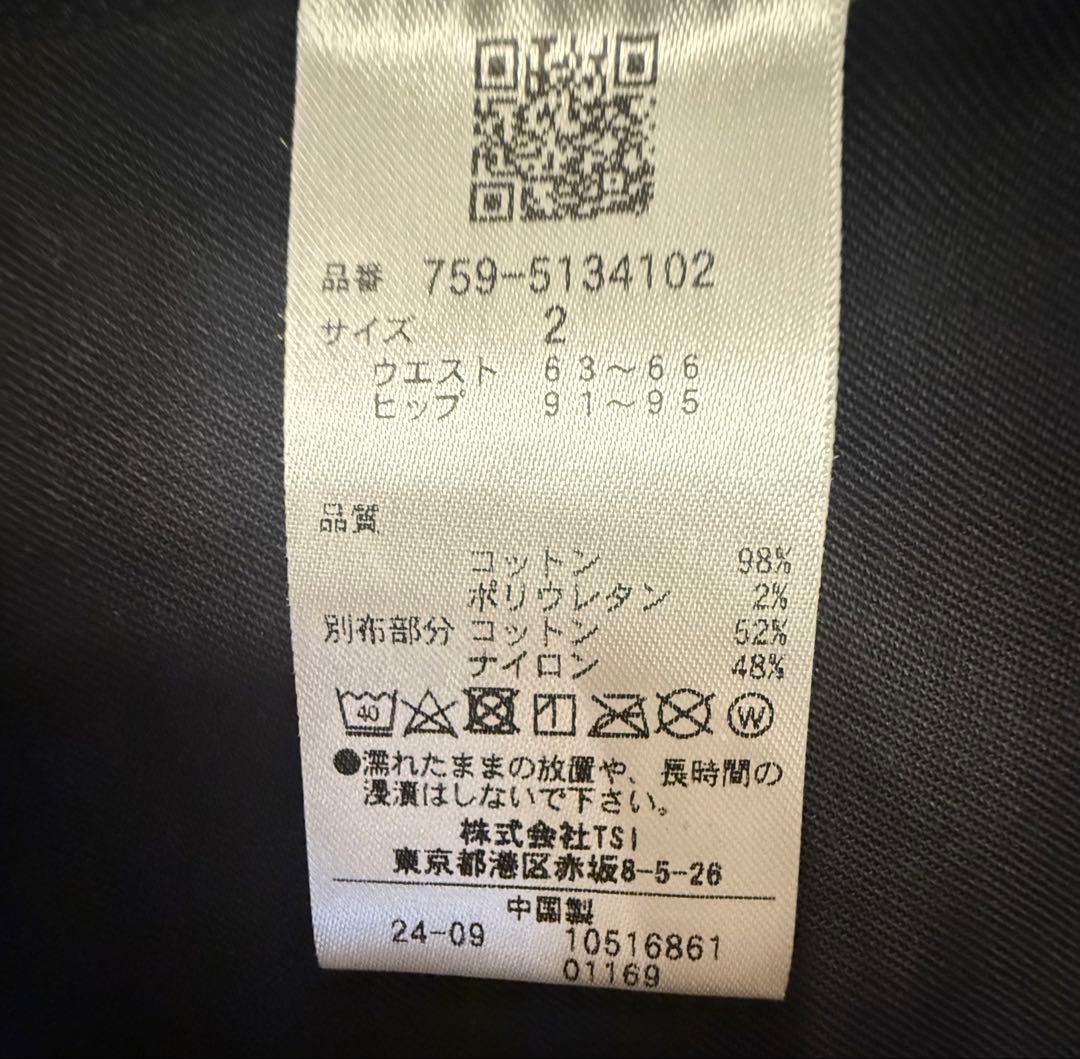 品番 759-5134102
サイズ 2
ウエスト 63〜66
ヒップ 91〜95
品質
コットン 98%
ポリウレタン 2%
別布部分 コットン 52%
ナイロン 48%
40 W
●濡れたままの放置や、長時間の
浸漬はしないで下さい。
株式会社TSI
東京都港区赤坂8-5-26
中国製
24-09 10516861
01169